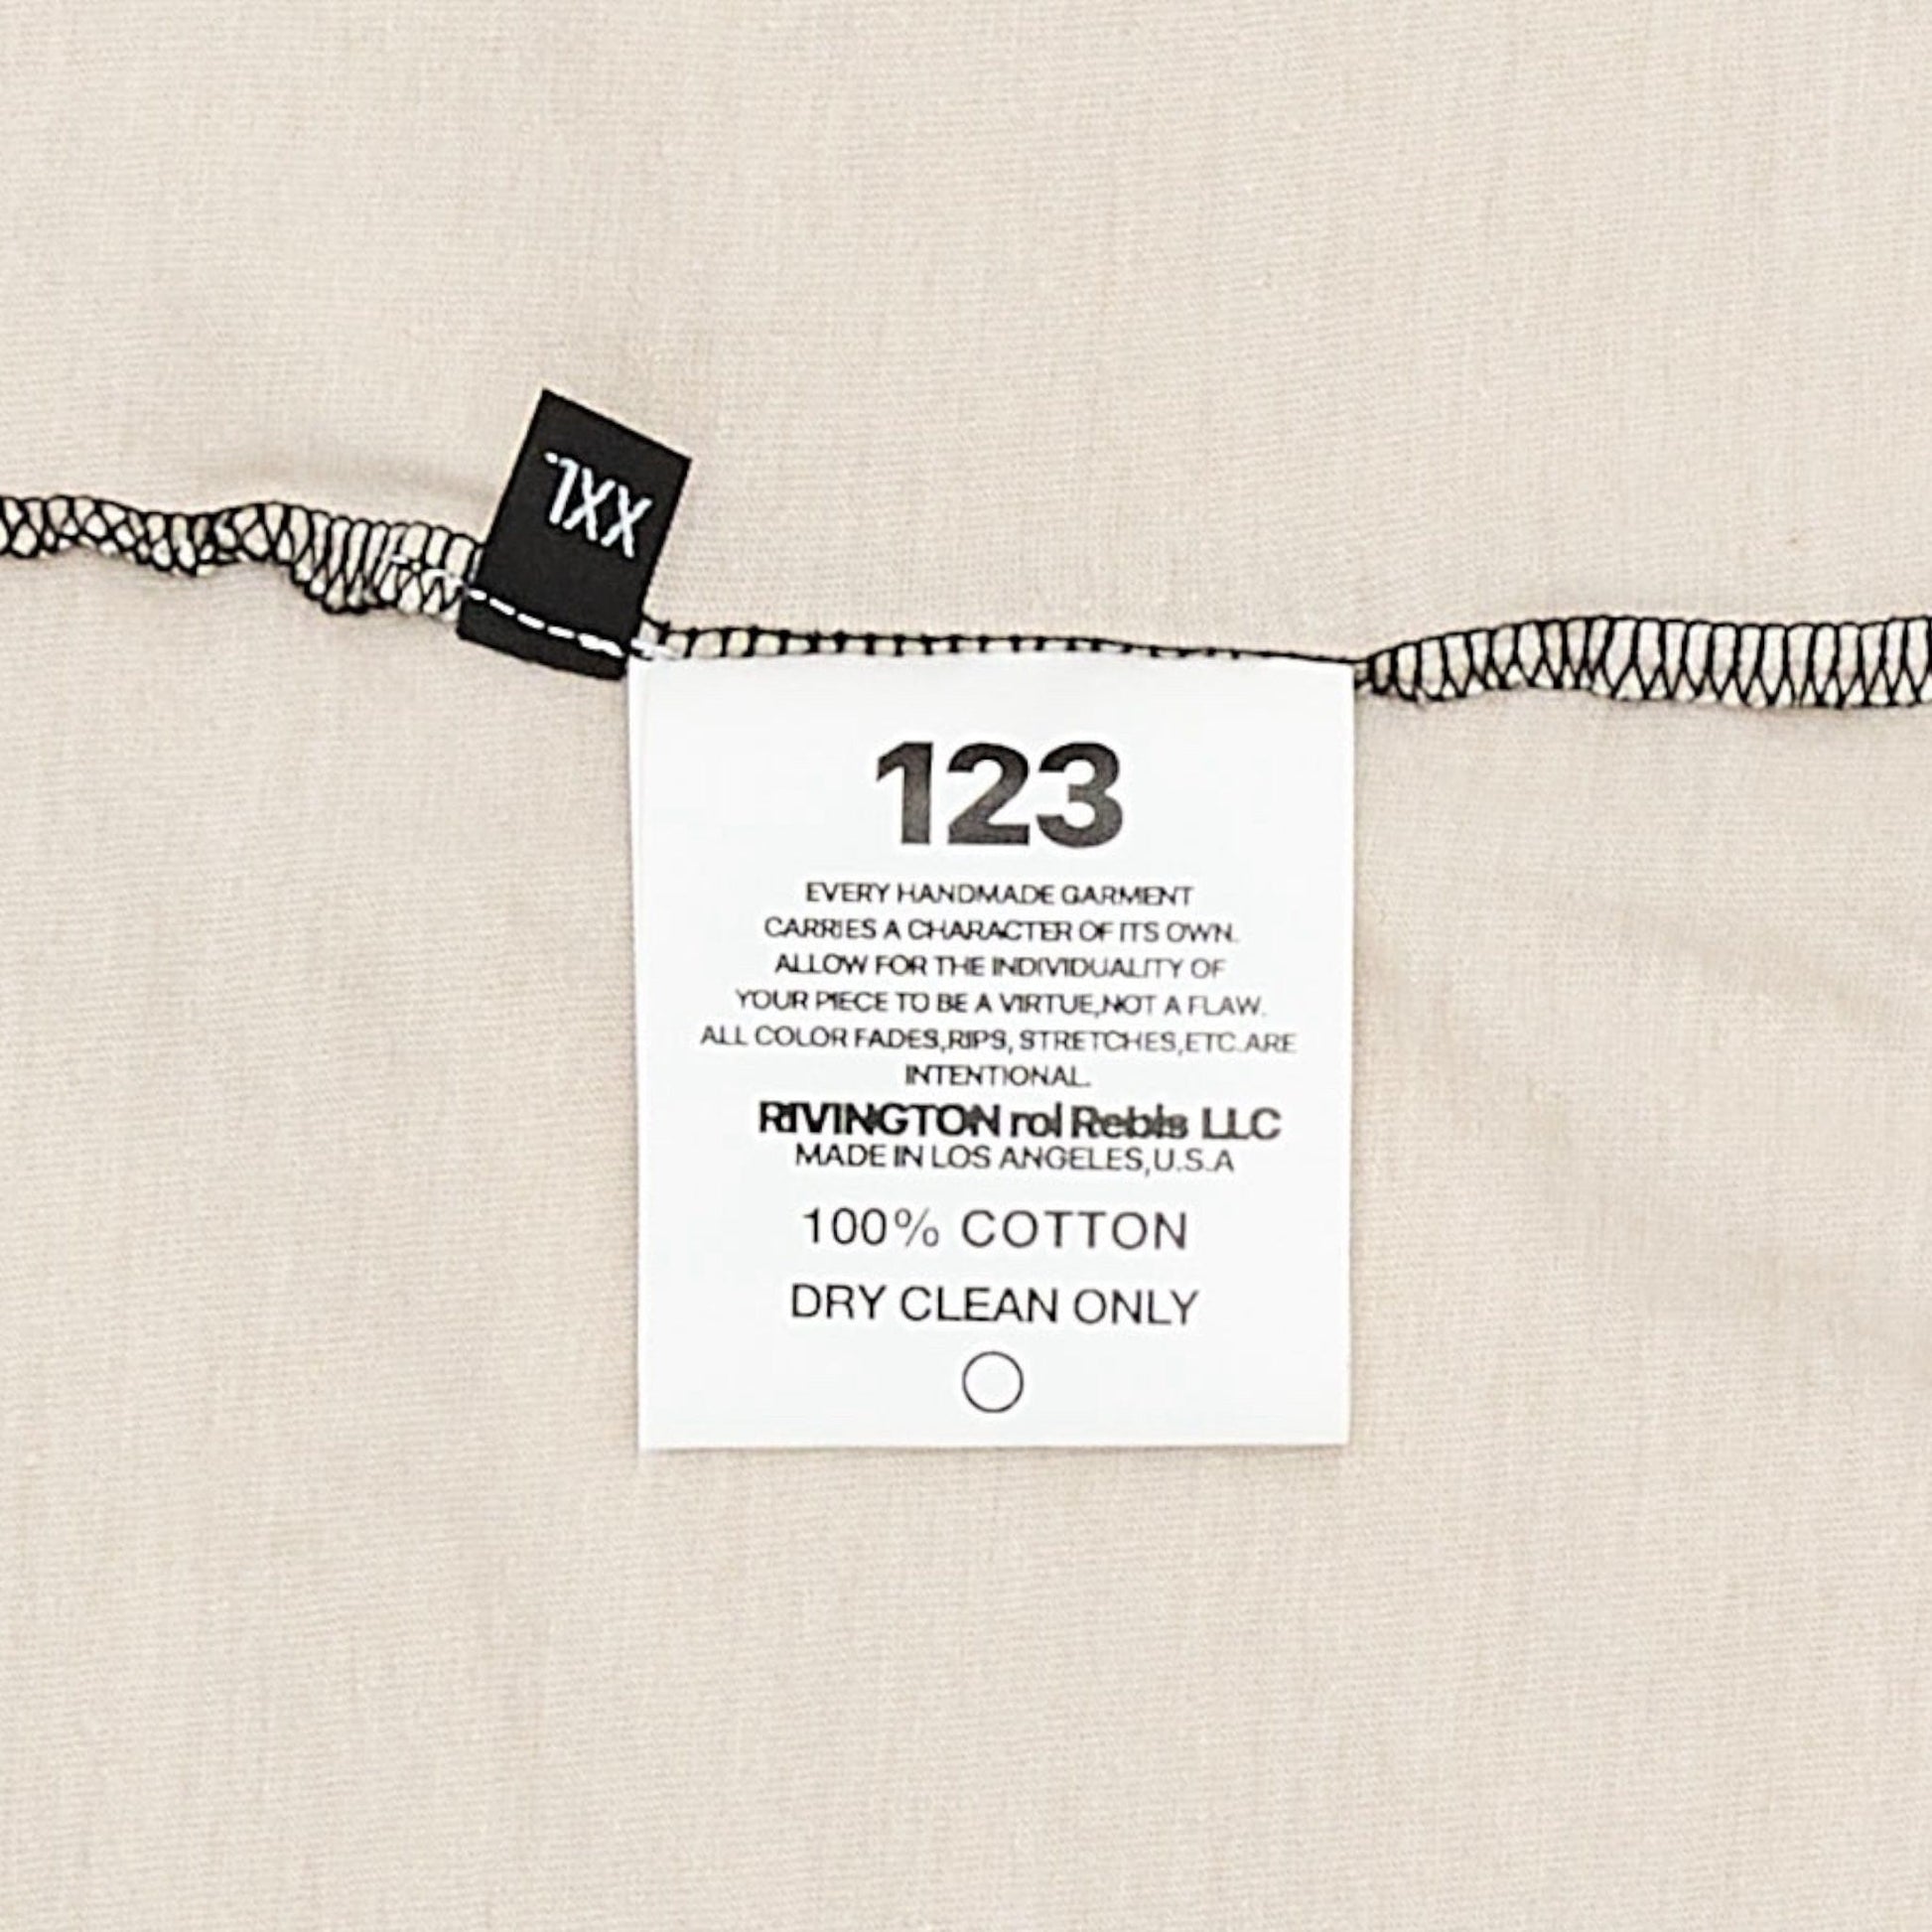 XXL
123
EVERY HANDMADE GARMENT
CARRIES A CHARACTER OF ITS OWN.
ALLOW FOR THE INDIVIDUALITY OF
YOUR PIECE TO BE A VIRTUE,NOT A FLAW.
ALL COLOR FADES,RIPS, STRETCHES,ETC.ARE
INTENTIONAL.
RIVINGTON roi Rebis LLC
MADE IN LOS ANGELES,U.S.A
100% COTTON
DRY CLEAN ONLY